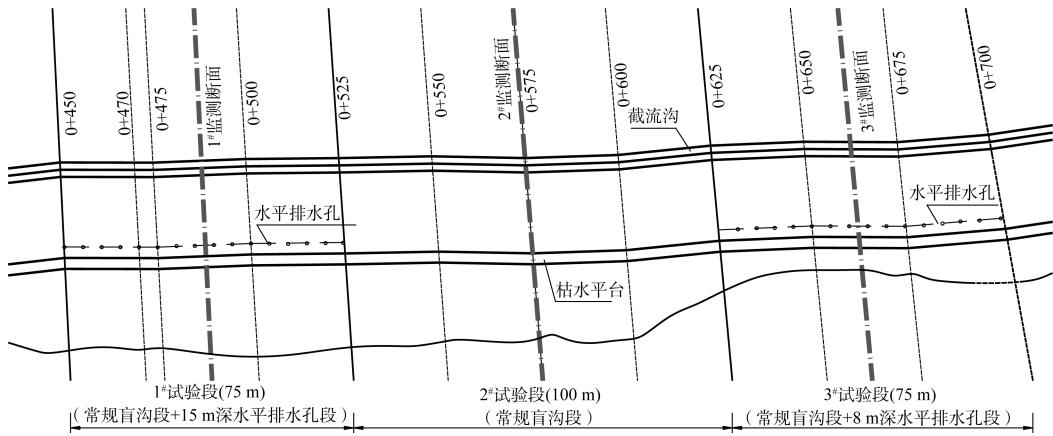 0+450
0+470
0+475
1#监测断面
0+500
0+525
0+550
2#监测断面
0+575
0+600
0+625
0+650
3#监测断面
0+675
0+700
截流沟
水平排水孔
水平排水孔
枯水平台
1#试验段(75 m)
(常规盲沟段+15 m深水平排水孔段)
2#试验段(100 m)
(常规盲沟段)
3#试验段(75 m)
(常规盲沟段+8 m深水平排水孔段)